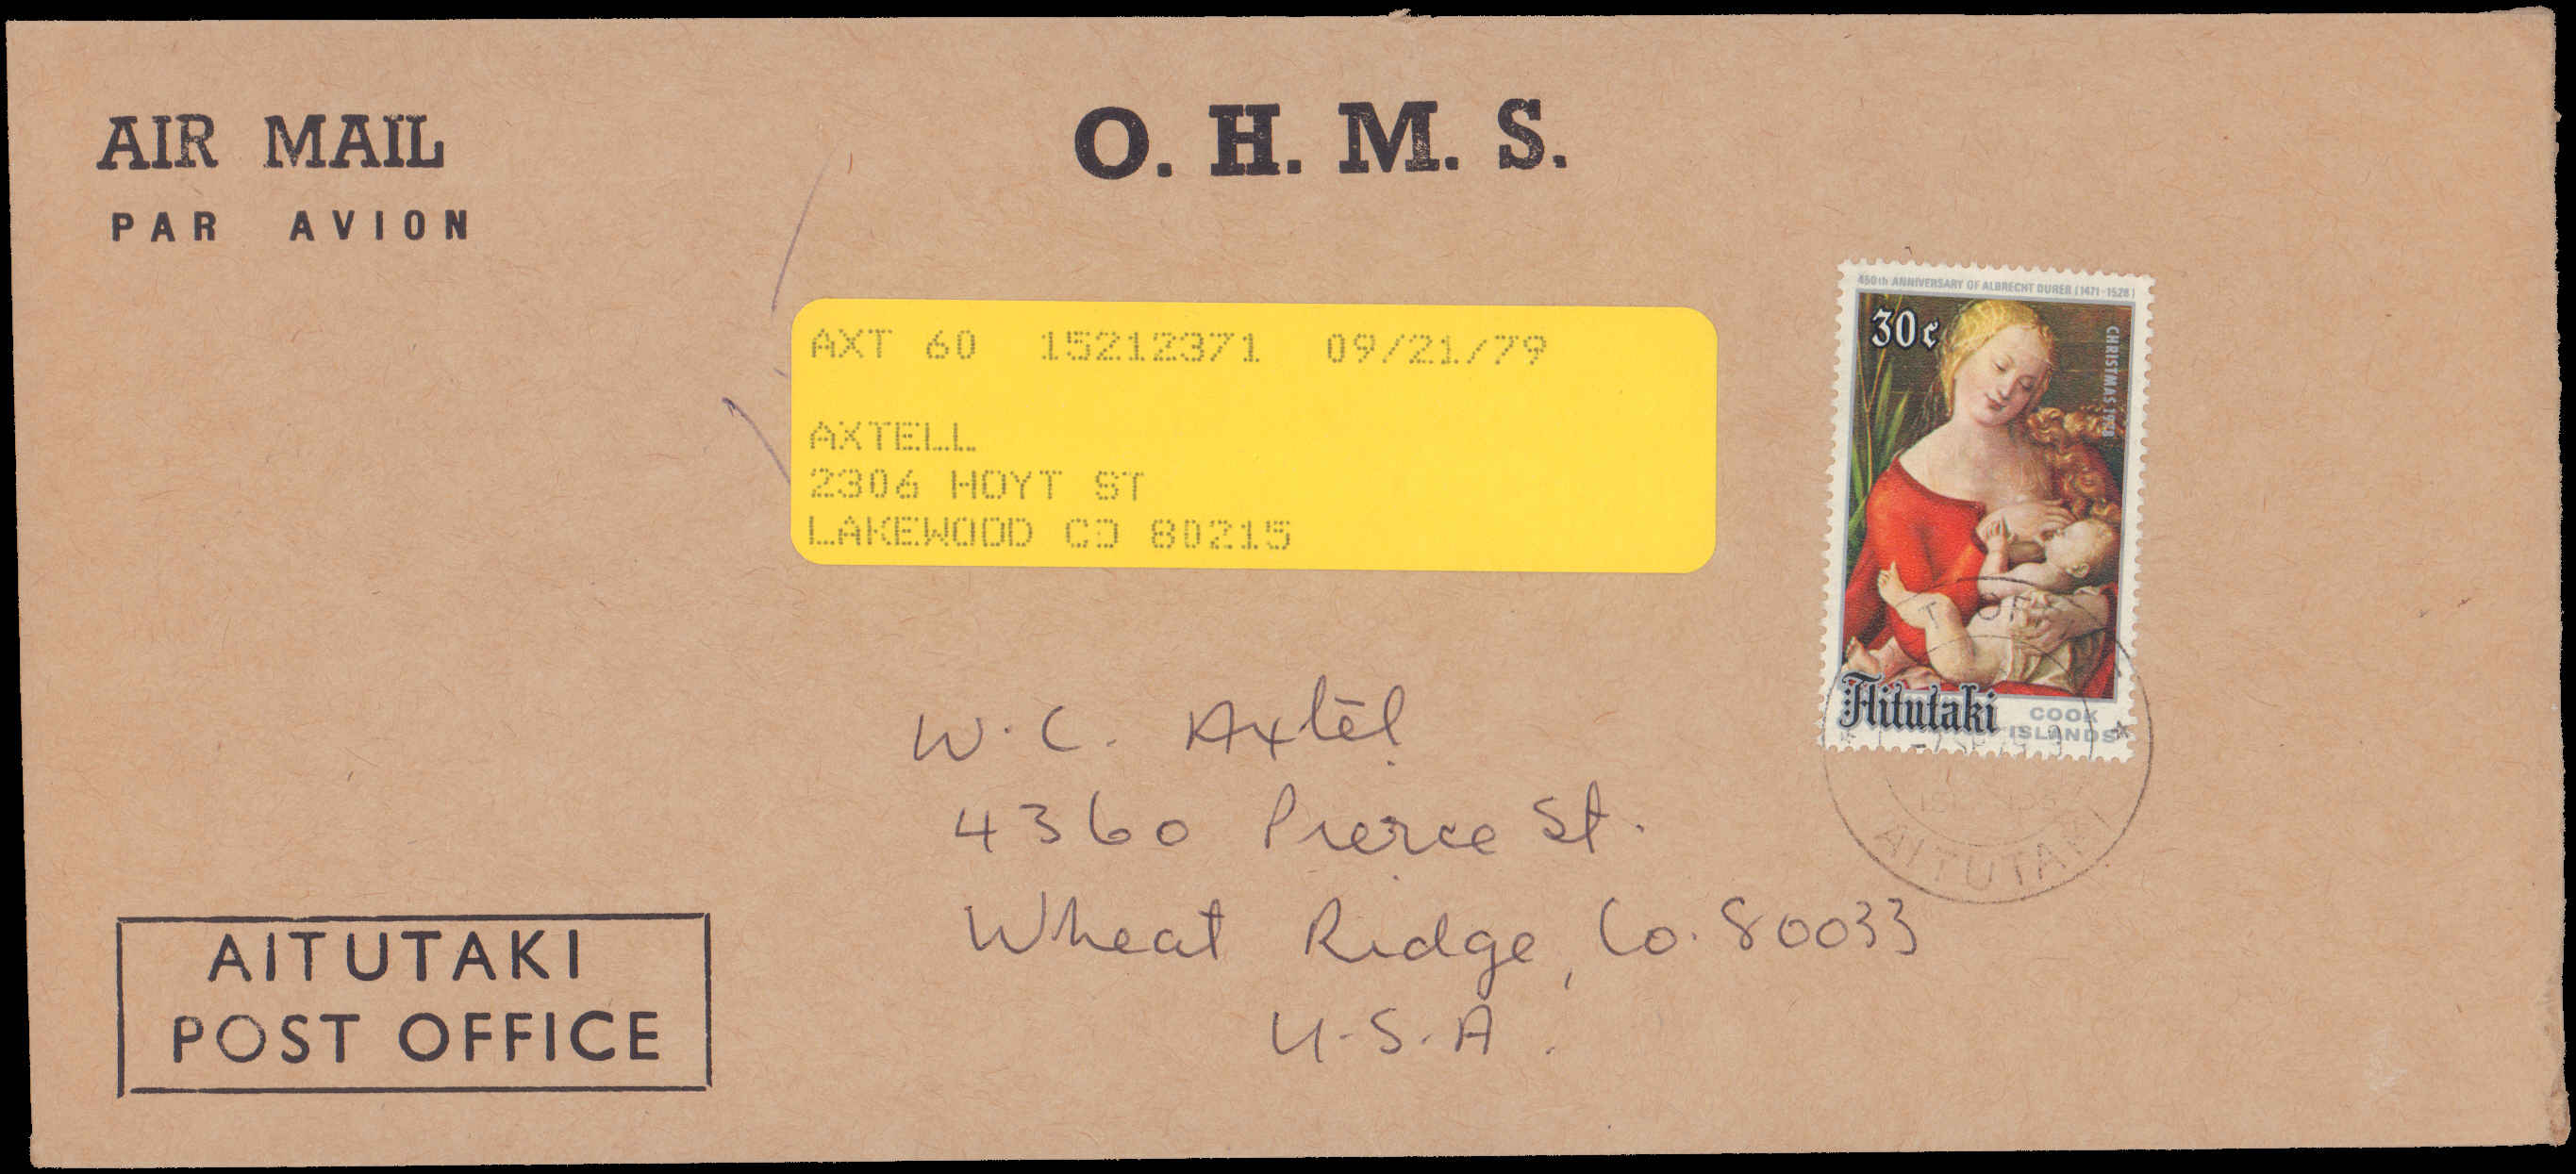 AIR MAIL
PAR AVION
O. H. M. S.
AXT 60 15212371 09/21/79
AXTELL
2306 HOYT ST
LAKEWOOD CO 80215
450th ANNIVERSARY OF ALBRECHT DURER (1471-1528)
30c
CHRISTMAS 1978
Aitutaki
COOK
ISLANDS
ISLANDS
AITUTAKI
W. C. Axtel
4360 Pierce St.
Wheat Ridge, Co. 80033
U.S.A.
AITUTAKI
POST OFFICE